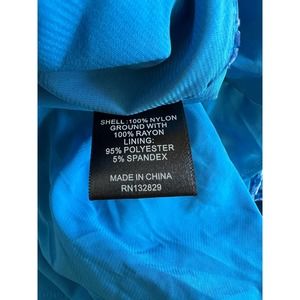 SHELL:100% NYLON
GROUND WITH
100% RAYON
LINING:
95% POLYESTER
5% SPANDEX
MADE IN CHINA
RN132829